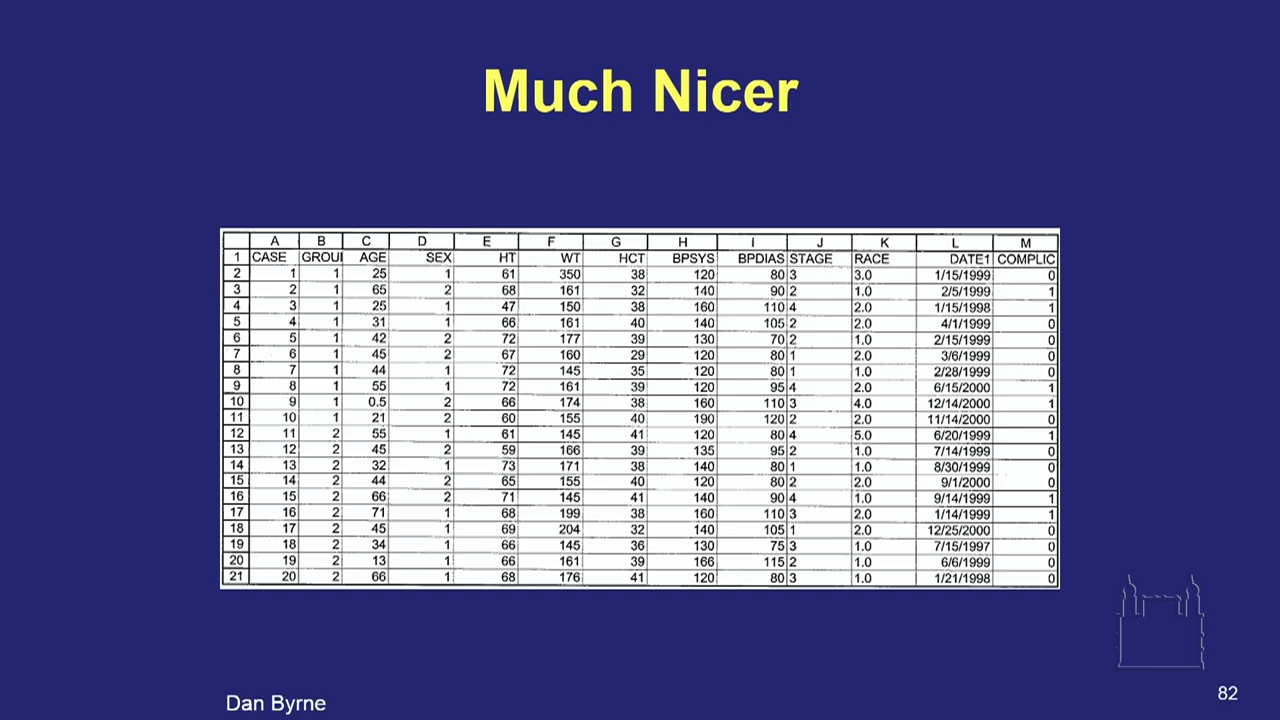 Much Nicer
A B C D E F G H I J K L M
1 CASE GROUI AGE SEX HT WT HCT BPSYS BPDIAS STAGE RACE DATE1 COMPLIC
2 1 1 25 1 61 350 38 120 80 3 3.0 1/15/1999 0
3 2 1 65 2 68 161 32 140 90 2 1.0 2/5/1999 1
4 3 1 25 1 47 150 38 160 110 4 2.0 1/15/1998 1
5 4 1 31 1 66 161 40 140 105 2 2.0 4/1/1999 0
6 5 1 42 2 72 177 39 130 70 2 1.0 2/15/1999 0
7 6 1 45 2 67 160 29 120 80 1 2.0 3/6/1999 0
8 7 1 44 1 72 145 35 120 80 1 1.0 2/28/1999 0
9 8 1 55 1 72 161 39 120 95 4 2.0 6/15/2000 1
10 9 1 0.5 2 66 174 38 160 110 3 4.0 12/14/2000 1
11 10 1 21 2 60 155 40 190 120 2 2.0 11/14/2000 0
12 11 2 55 1 61 145 41 120 80 4 5.0 6/20/1999 1
13 12 2 45 2 59 166 39 135 95 2 1.0 7/14/1999 0
14 13 2 32 1 73 171 38 140 80 1 1.0 8/30/1999 0
15 14 2 44 2 65 155 40 120 80 2 2.0 9/1/2000 0
16 15 2 66 2 71 145 41 140 90 4 1.0 9/14/1999 1
17 16 2 71 1 68 199 38 160 110 3 2.0 1/14/1999 1
18 17 2 45 1 69 204 32 140 105 1 2.0 12/25/2000 0
19 18 2 34 1 66 145 36 130 75 3 1.0 7/15/1997 0
20 19 2 13 1 66 161 39 166 115 2 1.0 6/6/1999 0
21 20 2 66 1 68 176 41 120 80 3 1.0 1/21/1998 0
Dan Byrne
82